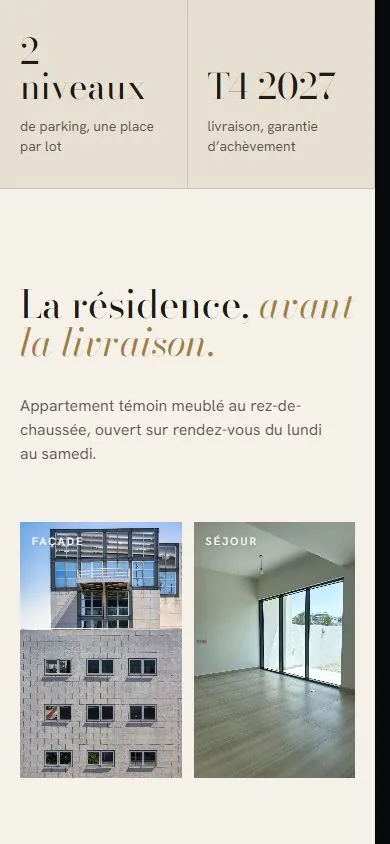 2
niveaux
de parking, une place
par lot
T4 2027
livraison, garantie
d’achèvement
La résidence, avant
la livraison.
Appartement témoin meublé au rez-de-
chaussée, ouvert sur rendez-vous du lundi
au samedi.
FAÇADE
SÉJOUR